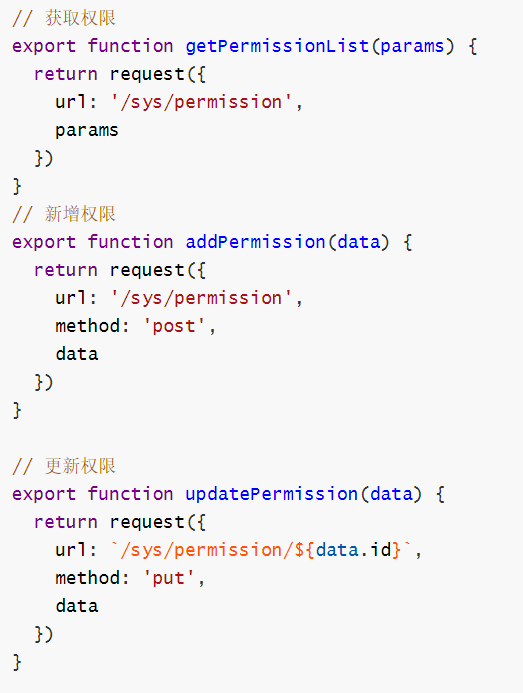 // 获取权限
export function getPermissionList(params) {
  return request({
    url: '/sys/permission',
    params
  })
}
// 新增权限
export function addPermission(data) {
  return request({
    url: '/sys/permission',
    method: 'post',
    data
  })
}

// 更新权限
export function updatePermission(data) {
  return request({
    url: `/sys/permission/${data.id}`,
    method: 'put',
    data
  })
}